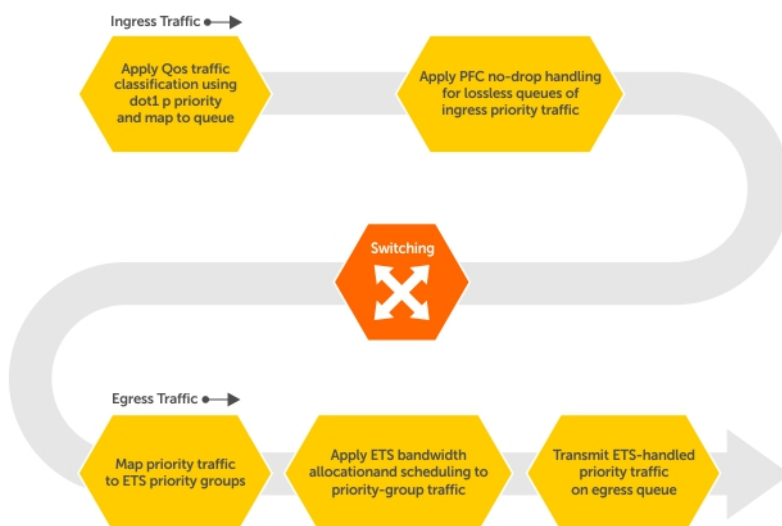 Ingress Traffic
Apply Qos traffic
classification using
dot1 p priority
and map to queue
Apply PFC no-drop handling
for lossless queues of
ingress priority traffic
Switching
Egress Traffic
Map priority traffic
to ETS priority groups
Apply ETS bandwidth
allocationand scheduling to
priority-group traffic
Transmit ETS-handled
priority traffic
on egress queue